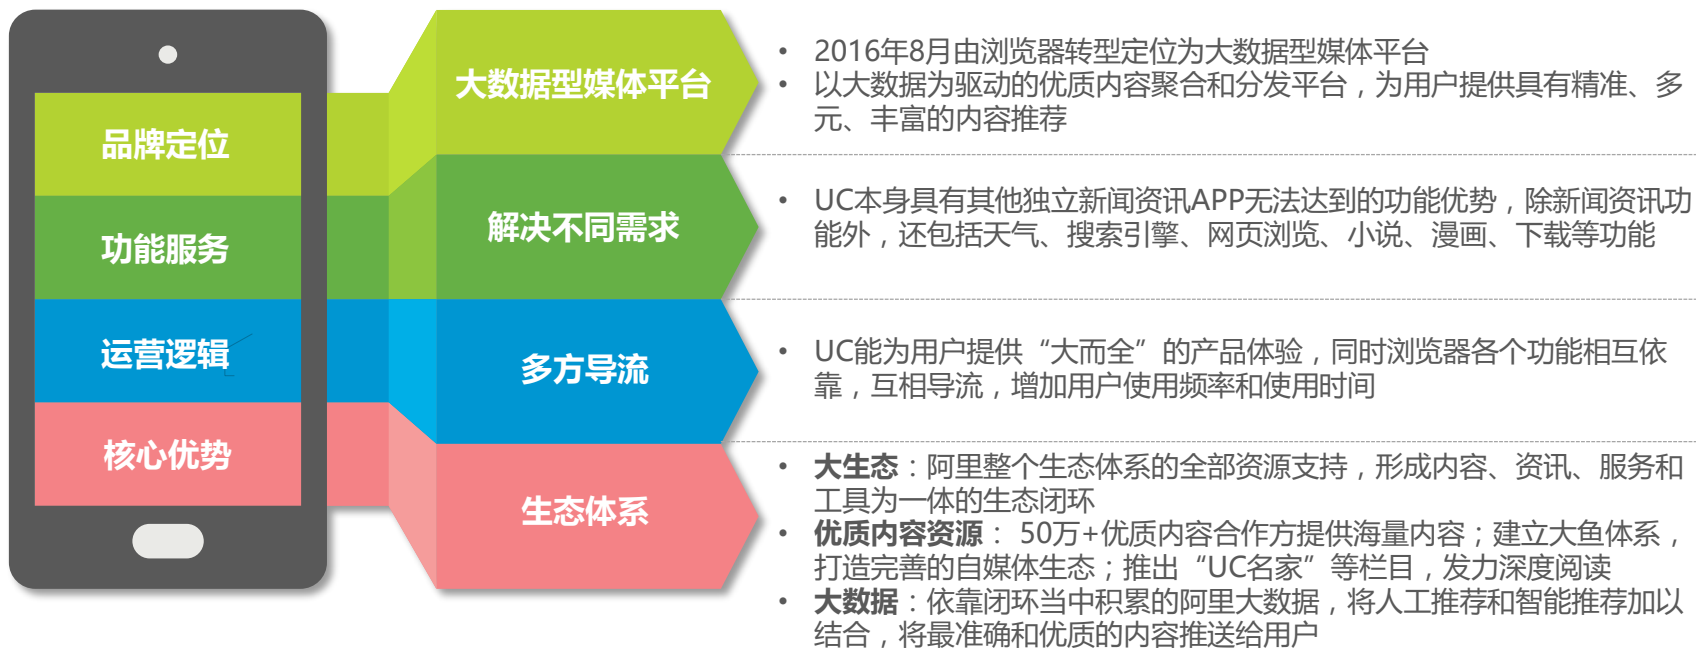 品牌定位
功能服务
运营逻辑
核心优势
大数据型媒体平台
解决不同需求
多方导流
生态体系
• 2016年8月由浏览器转型定位为大数据型媒体平台
• 以大数据为驱动的优质内容聚合和分发平台，为用户提供具有精准、多
元、丰富的内容推荐
• UC本身具有其他独立新闻资讯APP无法达到的功能优势，除新闻资讯功
能外，还包括天气、搜索引擎、网页浏览、小说、漫画、下载等功能
• UC能为用户提供“大而全”的产品体验，同时浏览器各个功能相互依
靠，互相导流，增加用户使用频率和使用时间
• 大生态：阿里整个生态体系的全部资源支持，形成内容、资讯、服务和
工具为一体的生态闭环
• 优质内容资源： 50万+优质内容合作方提供海量内容；建立大鱼体系，
打造完善的自媒体生态；推出“UC名家”等栏目，发力深度阅读
• 大数据：依靠闭环当中积累的阿里大数据，将人工推荐和智能推荐加以
结合，将最准确和优质的内容推送给用户